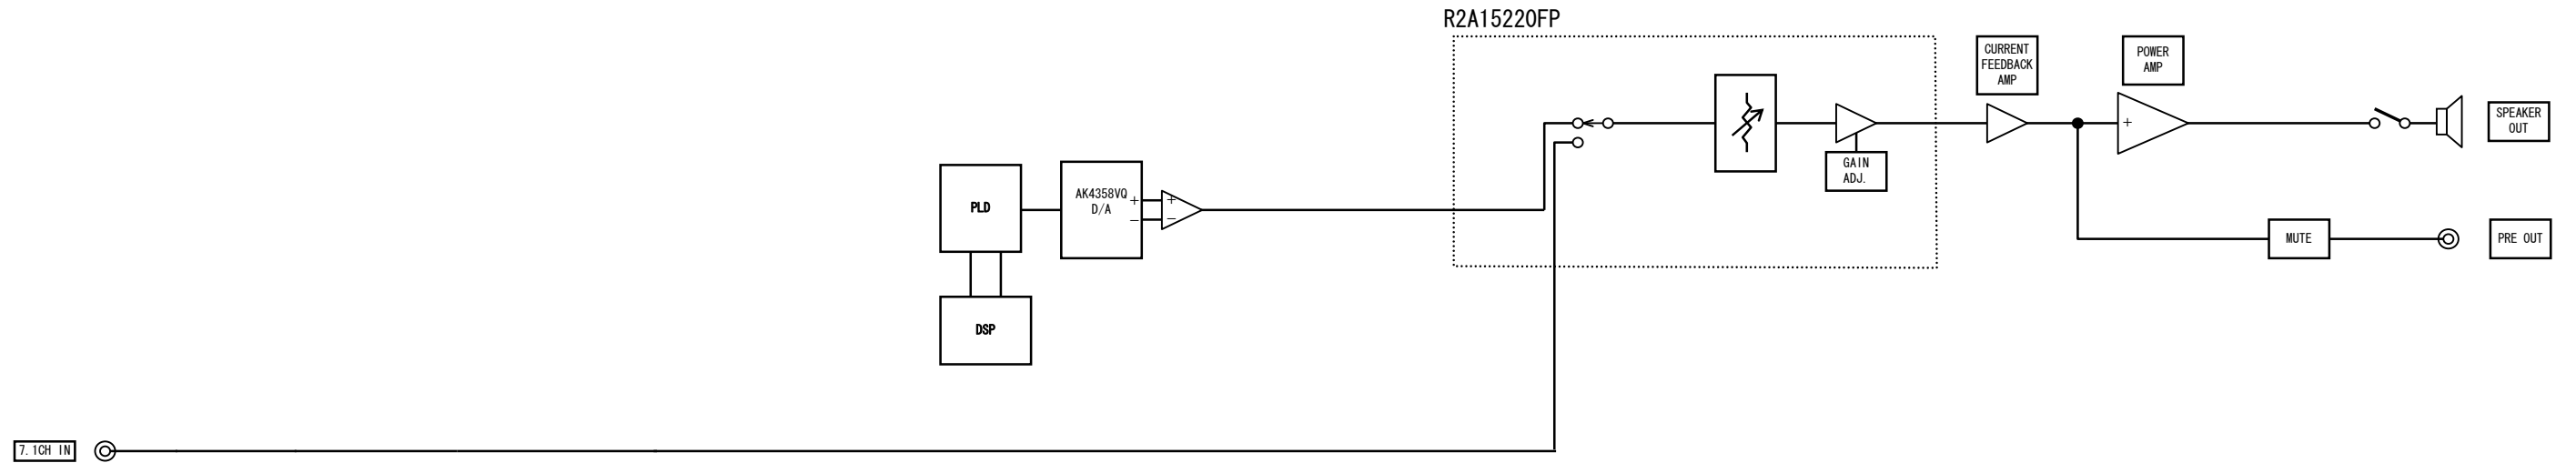 R2A15220FP
CURRENT
FEEDBACK
AMP
POWER
AMP
+
SPEAKER
OUT
GAIN
ADJ.
PLD
AK4358VQ
D/A
+
−
+
−
MUTE
PRE OUT
DSP
7.1CH IN